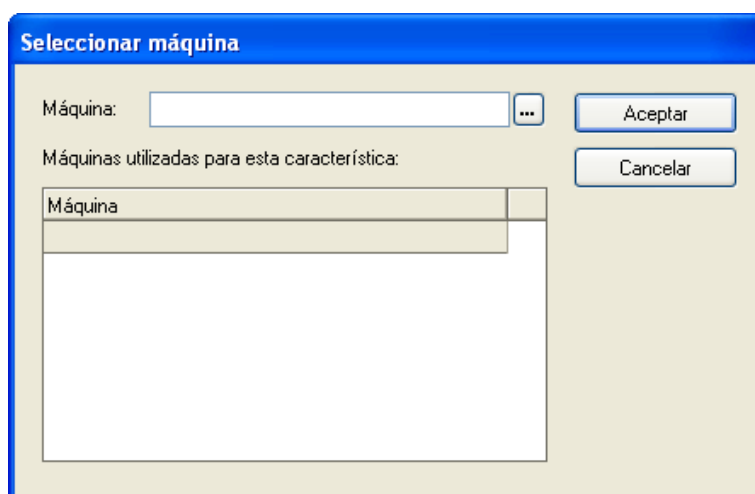 Seleccionar máquina
Máquina:
...
Aceptar
Máquinas utilizadas para esta característica:
Cancelar
Máquina